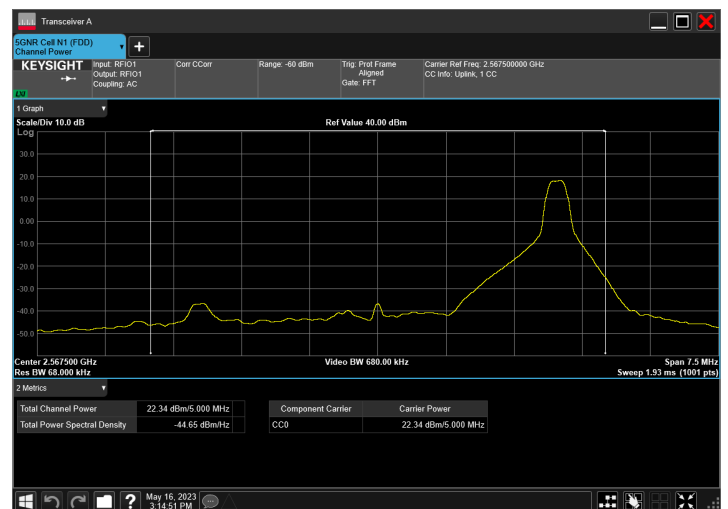 Transceiver A
5GNR Cell N1 (FDD)
Channel Power
+
KEYSIGHT
LXI
Input: RFIO1
Output: RFIO1
Coupling: AC
Corr CCorr
Range: -60 dBm
Trig: Prot Frame
Aligned
Gate: FFT
Carrier Ref Freq: 2.567500000 GHz
CC Info: Uplink, 1 CC
1 Graph
Scale/Div 10.0 dB
Ref Value 40.00 dBm
Log
30.0
20.0
10.0
0.00
-10.0
-20.0
-30.0
-40.0
-50.0
Center 2.567500 GHz
Video BW 680.00 kHz
Span 7.5 MHz
Res BW 68.000 kHz
Sweep 1.93 ms (1001 pts)
2 Metrics
Total Channel Power 22.34 dBm/5.000 MHz
Total Power Spectral Density -44.65 dBm/Hz
Component Carrier Carrier Power
CC0 22.34 dBm/5.000 MHz
?
May 16, 2023
3:14:51 PM